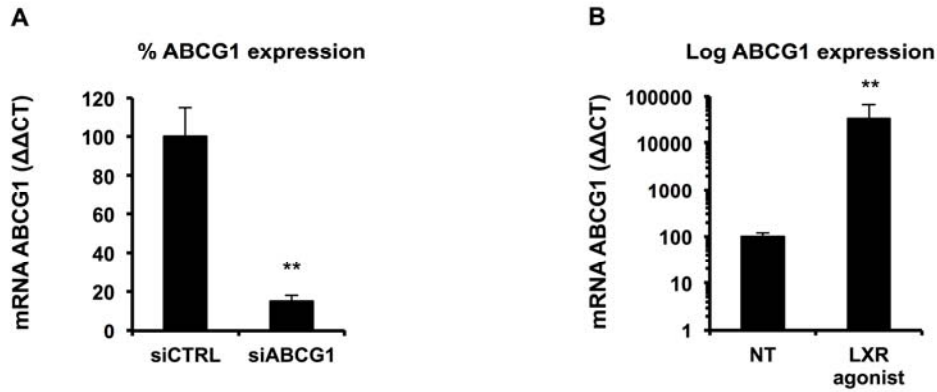 A
% ABCG1 expression
mRNA ABCG1 (ΔΔCT)
120
100
80
60
40
20
0
**
siCTRL
siABCG1
B
Log ABCG1 expression
mRNA ABCG1 (ΔΔCT)
100000
10000
1000
100
10
1
**
NT
LXR
agonist